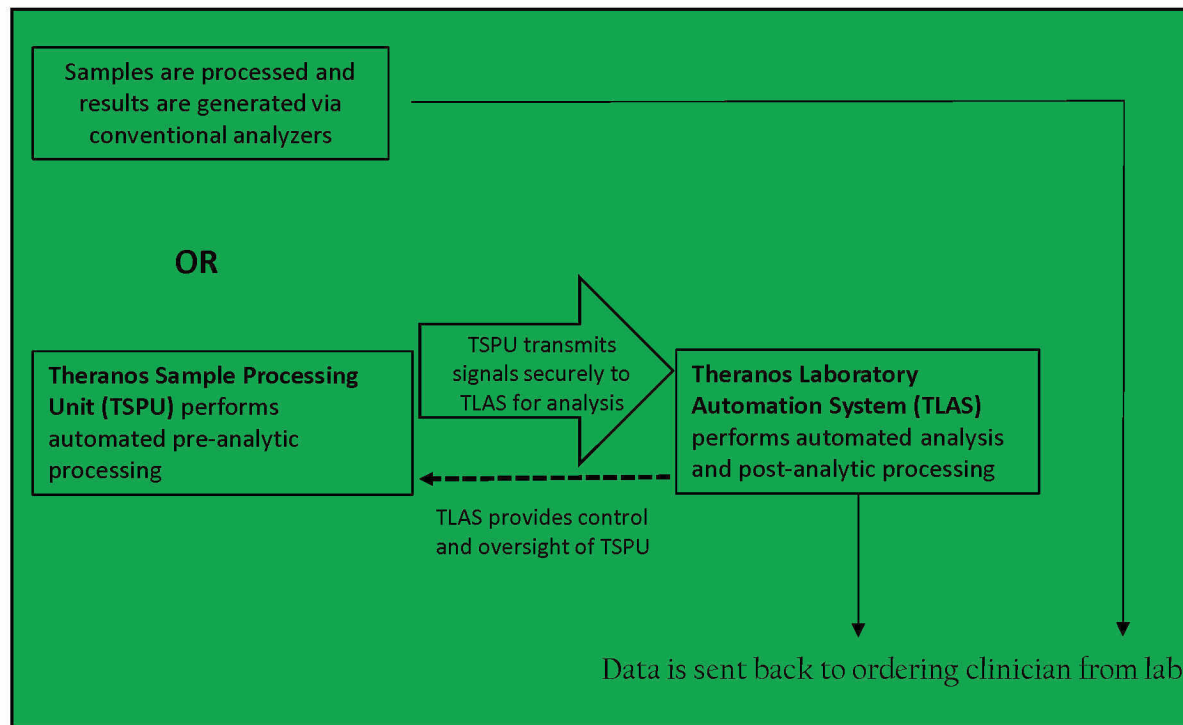 Samples are processed and
results are generated via
conventional analyzers
OR
TSPU transmits
signals securely to
TLAS for analysis
Theranos Sample Processing
Unit (TSPU) performs
automated pre-analytic
processing
Theranos Laboratory
Automation System (TLAS)
performs automated analysis
and post-analytic processing
TLAS provides control
and oversight of TSPU
Data is sent back to ordering clinician from lab